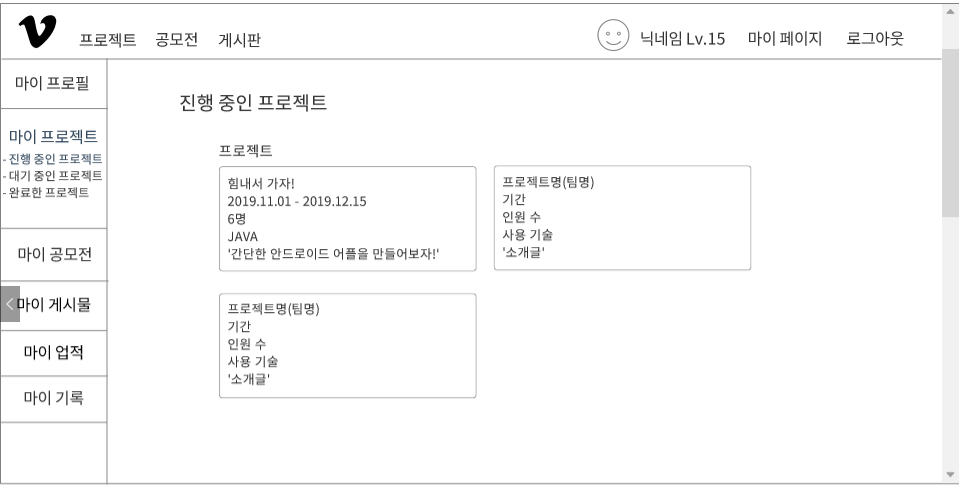 프로젝트 공모전 게시판 닉네임 Lv.15 마이 페이지 로그아웃
마이 프로필
마이 프로젝트
- 진행 중인 프로젝트
- 대기 중인 프로젝트
- 완료한 프로젝트
마이 공모전
마이 게시물
마이 업적
마이 기록
진행 중인 프로젝트
프로젝트
힘내서 가자!
2019.11.01 - 2019.12.15
6명
JAVA
'간단한 안드로이드 어플을 만들어보자!'
프로젝트명(팀명)
기간
인원 수
사용 기술
'소개글'
프로젝트명(팀명)
기간
인원 수
사용 기술
'소개글'